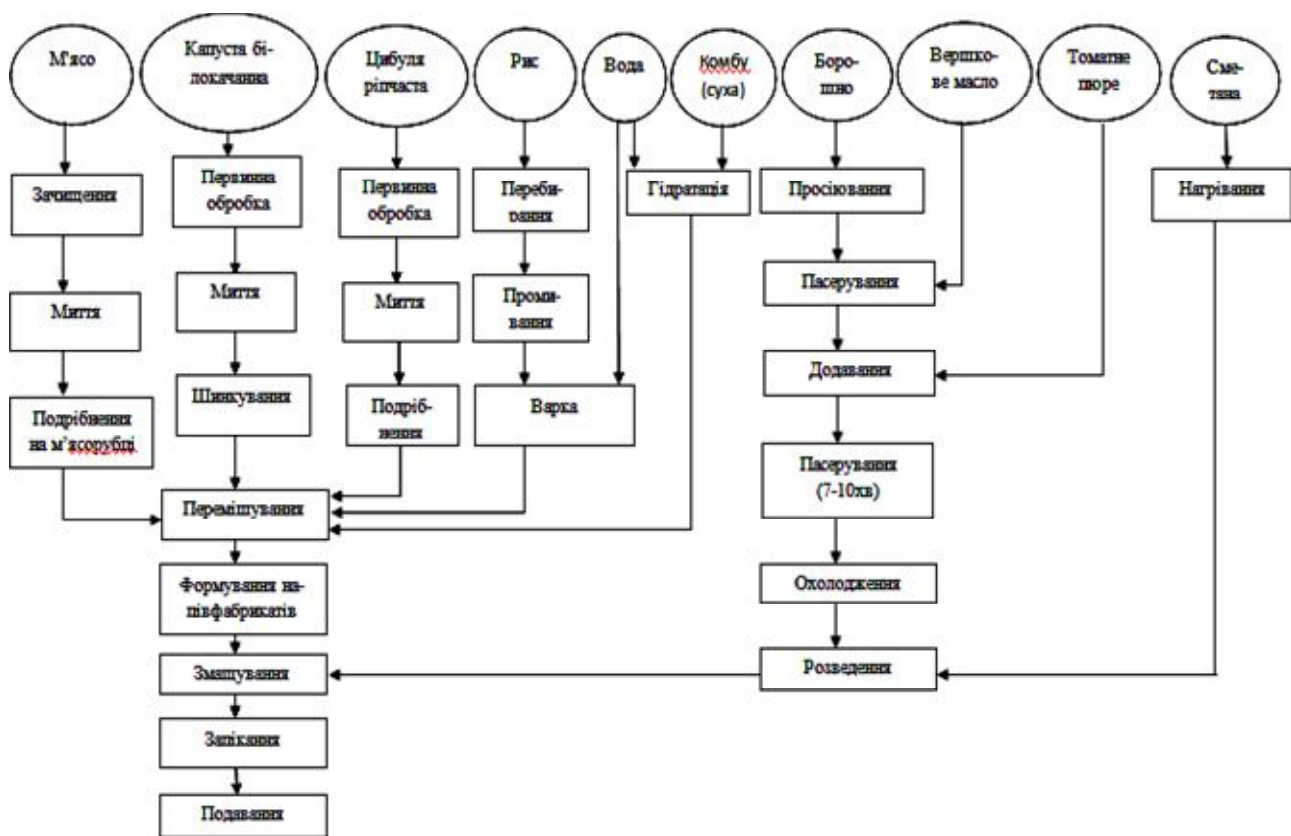 М'ясо
Капуста бі-
локачанна
Цибуля
ріпчаста
Рис
Вода
Комбу
(суха)
Боро-
шно
Вершко-
ве масло
Томатне
пюре
Сме-
тана
Зачищення
Первинна
обробка
Первинна
обробка
Переби-
рання
Гідратація
Просіювання
Нагрівання
Миття
Миття
Миття
Проми-
вання
Пасерування
Додавання
Подрібнення
на м'ясорубці
Шинкування
Подріб-
нення
Варка
Пасерування
(7-10хв)
Перемішування
Формування на-
півфабрикатів
Охолодження
Змащування
Розведення
Запікання
Подавання